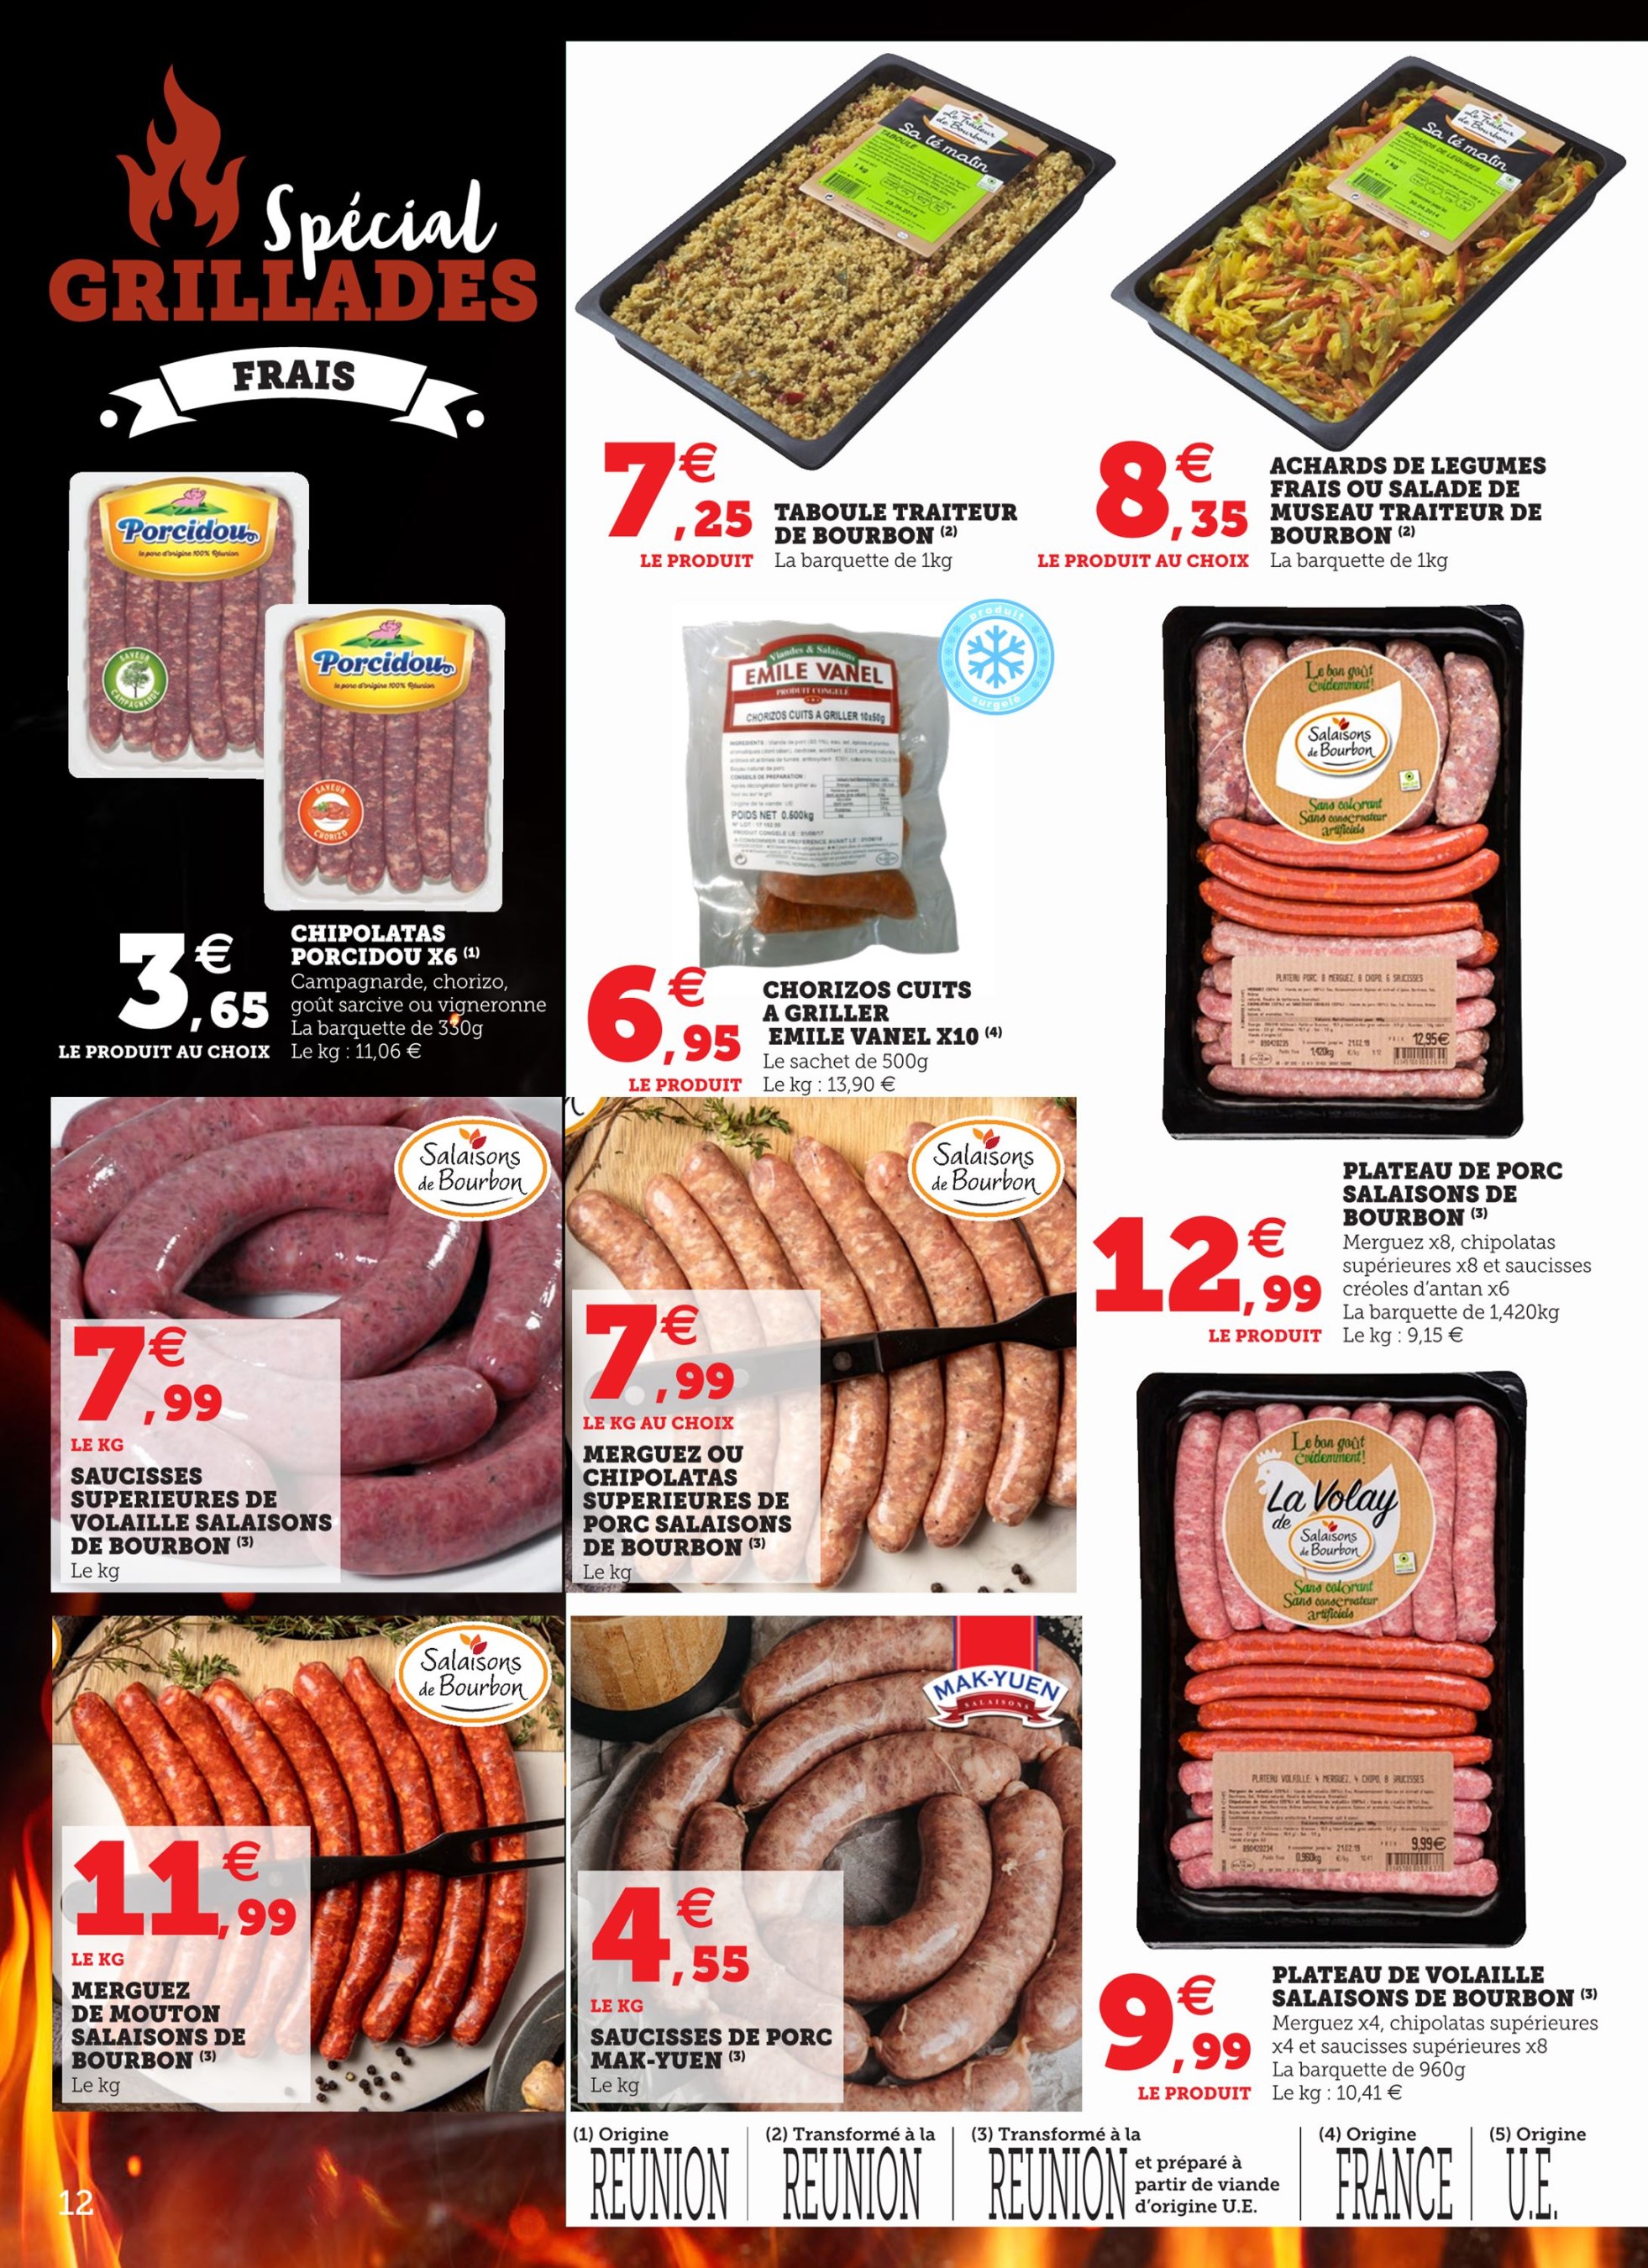 Spécial
GRILLADES
FRAIS
Porcidou
le porc d'origine 100% Réunion
SAVEUR
CAMPAGNARDE
Porcidou
le porc d'origine 100% Réunion
SAVEUR
CHORIZO
3€,65
LE PRODUIT AU CHOIX
CHIPOLATAS
PORCIDOU X6 (1)
Campagnarde, chorizo,
goût sarcive ou vigneronne
La barquette de 330g
Le kg : 11,06 €
Le Traiteur
de Bourbon
Sa lé matin
TABOULE
1 kg
7€,25
LE PRODUIT
TABOULE TRAITEUR
DE BOURBON (2)
La barquette de 1kg
Le Traiteur
de Bourbon
Sa lé matin
ACHARDS DE LEGUMES
1 kg
8€,35
LE PRODUIT AU CHOIX
ACHARDS DE LEGUMES
FRAIS OU SALADE DE
MUSEAU TRAITEUR DE
BOURBON (2)
La barquette de 1kg
produit
surgelé
Viandes & Salaisons
EMILE VANEL
PRODUIT CONGELÉ
CHORIZOS CUITS A GRILLER 10x50g
CONSEILS DE PREPARATION :
POIDS NET 0.500kg
6€,95
LE PRODUIT
CHORIZOS CUITS
A GRILLER
EMILE VANEL X10 (4)
Le sachet de 500g
Le kg : 13,90 €
Le bon goût
évidemment!
Salaisons
de Bourbon
Sans colorant
Sans conservateur
artificiels
PLATEAU PORC: 8 MERGUEZ, 8 CHIPO, 6 SAUCISSES
12,95€
12€,99
LE PRODUIT
PLATEAU DE PORC
SALAISONS DE
BOURBON (3)
Merguez x8, chipolatas
supérieures x8 et saucisses
créoles d'antan x6
La barquette de 1,420kg
Le kg : 9,15 €
Salaisons
de Bourbon
7€,99
LE KG
SAUCISSES
SUPERIEURES DE
VOLAILLE SALAISONS
DE BOURBON (3)
Le kg
Salaisons
de Bourbon
7€,99
LE KG AU CHOIX
MERGUEZ OU
CHIPOLATAS
SUPERIEURES DE
PORC SALAISONS
DE BOURBON (3)
Le kg
Salaisons
de Bourbon
11€,99
LE KG
MERGUEZ
DE MOUTON
SALAISONS DE
BOURBON (3)
Le kg
MAK-YUEN
SALAISONS
4€,55
LE KG
SAUCISSES DE PORC
MAK-YUEN (3)
Le kg
Le bon goût
évidemment!
La Volay
de
Salaisons
de Bourbon
Sans colorant
Sans conservateur
artificiels
PLATEAU VOLAILLE: 4 MERGUEZ, 4 CHIPO, 8 SAUCISSES
9,99€
9€,99
LE PRODUIT
PLATEAU DE VOLAILLE
SALAISONS DE BOURBON (3)
Merguez x4, chipolatas supérieures
x4 et saucisses supérieures x8
La barquette de 960g
Le kg : 10,41 €
(1) Origine
REUNION
(2) Transformé à la
REUNION
(3) Transformé à la
REUNION
et préparé à
partir de viande
d'origine U.E.
(4) Origine
FRANCE
(5) Origine
U.E.
12